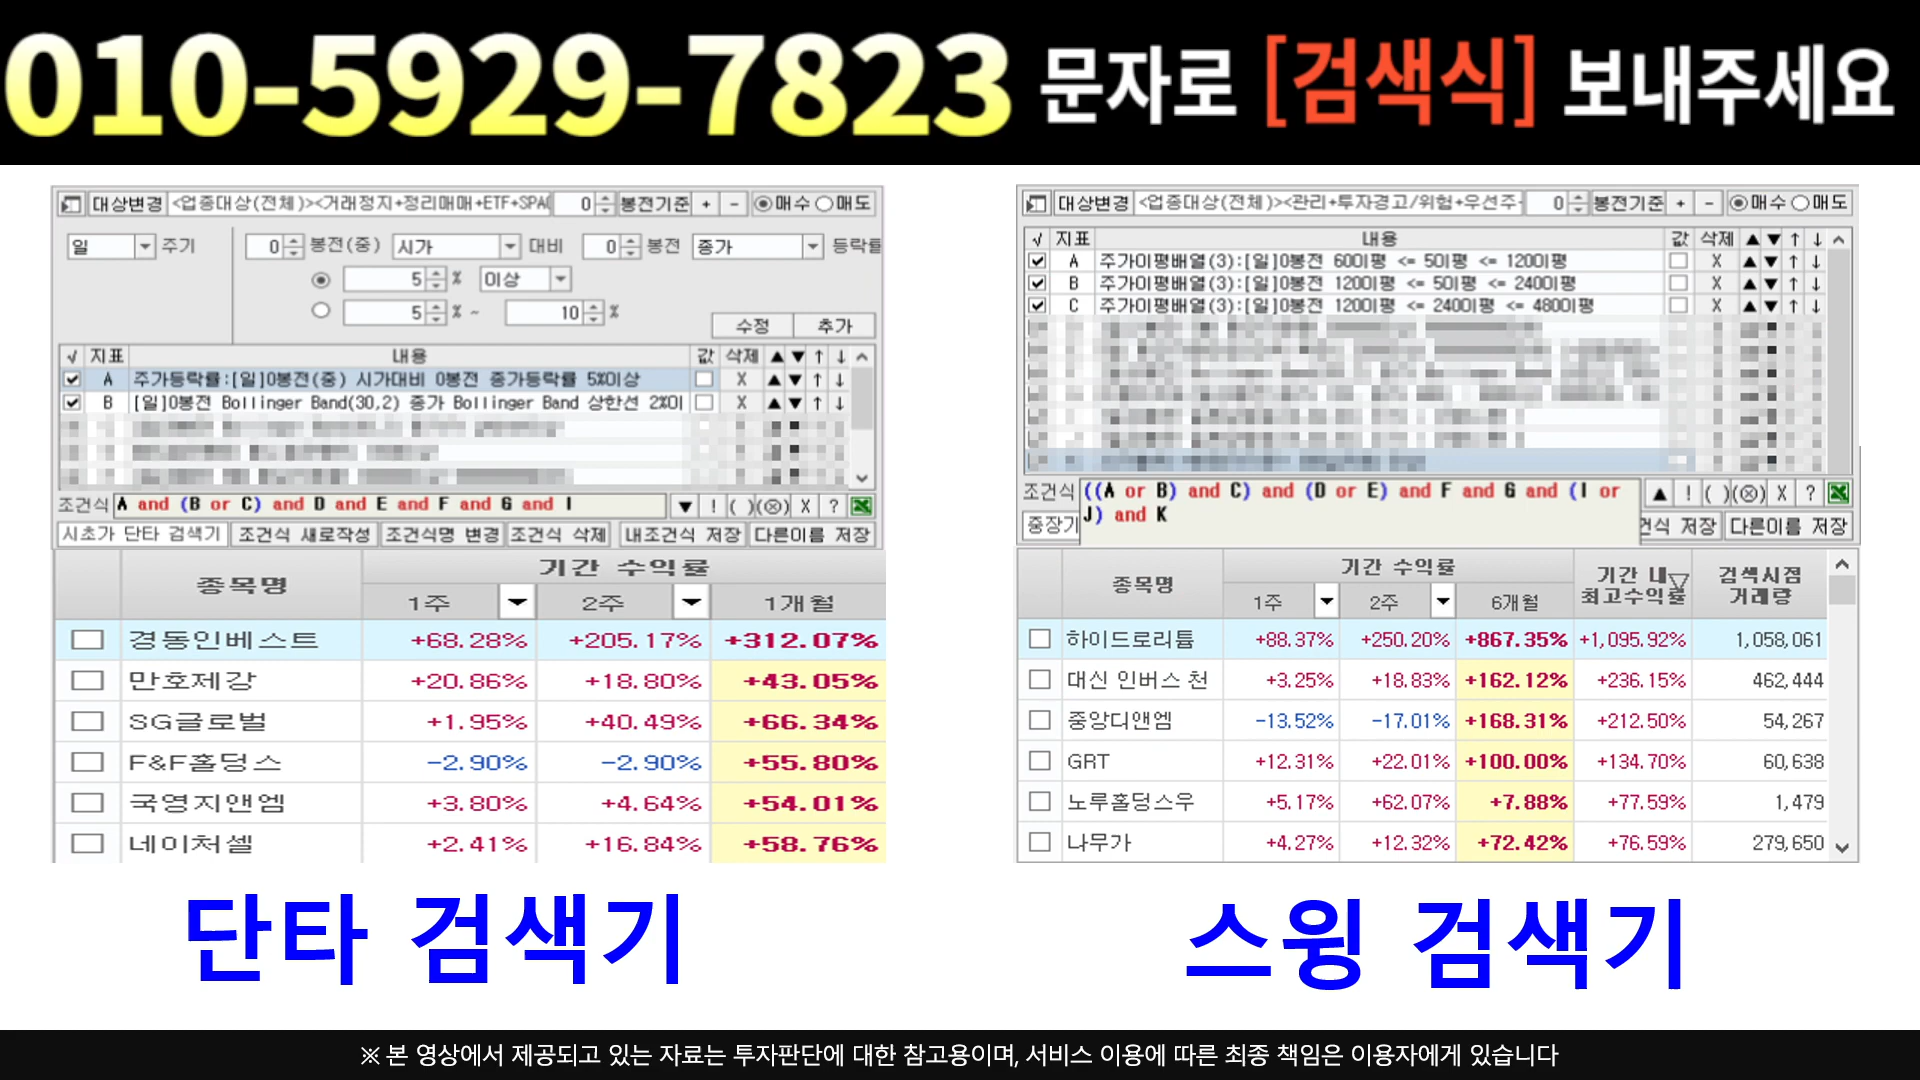 010-5929-7823 문자로 [검색식] 보내주세요
대상변경 <업종대상(전체)><거래정지+정리매매+ETF+SPA 0 봉전기준 + - 매수 매도
일 주기 0 봉전(중) 시가 대비 0 봉전 종가 등락률
5 % 이상
5 % ~ 10 %
수정 추가
√ 지표 내용 값 삭제 ▲ ▼ ↑ ↓
A 주가등락률:[일]0봉전(중) 시가대비 0봉전 종가등락률 5%이상 X ▲ ▼ ↑ ↓
B [일]0봉전 Bollinger Band(30,2) 종가 Bollinger Band 상한선 2%이 X ▲ ▼ ↑ ↓
조건식 A and (B or C) and D and E and F and G and I ▼ ! ( ) (⊗) X ?
시초가 단타 검색기 조건식 새로작성 조건식명 변경 조건식 삭제 내조건식 저장 다른이름 저장
종목명 기간 수익률
1주 2주 1개월
경동인베스트 +68.28% +205.17% +312.07%
만호제강 +20.86% +18.80% +43.05%
SG글로벌 +1.95% +40.49% +66.34%
F&F홀딩스 -2.90% -2.90% +55.80%
국영지앤엠 +3.80% +4.64% +54.01%
네이처셀 +2.41% +16.84% +58.76%
단타 검색기
대상변경 <업종대상(전체)><관리+투자경고/위험+우선주+ 0 봉전기준 + - 매수 매도
√ 지표 내용 값 삭제 ▲ ▼ ↑ ↓
A 주가이평배열(3):[일]0봉전 60이평 <= 5이평 <= 120이평 X ▲ ▼ ↑ ↓
B 주가이평배열(3):[일]0봉전 120이평 <= 5이평 <= 240이평 X ▲ ▼ ↑ ↓
C 주가이평배열(3):[일]0봉전 120이평 <= 240이평 <= 480이평 X ▲ ▼ ↑ ↓
조건식 ((A or B) and C) and (D or E) and F and G and (I or ▲ ! ( ) (⊗) X ?
J) and K
중장기 건식 저장 다른이름 저장
종목명 기간 수익률 기간 내 최고수익률 검색시점 거래량
1주 2주 6개월
하이드로리튬 +88.37% +250.20% +867.35% +1,095.92% 1,058,061
대신 인버스 천 +3.25% +18.83% +162.12% +236.15% 462,444
중앙디앤엠 -13.52% -17.01% +168.31% +212.50% 54,267
GRT +12.31% +22.01% +100.00% +134.70% 60,638
노루홀딩스우 +5.17% +62.07% +7.88% +77.59% 1,479
나무가 +4.27% +12.32% +72.42% +76.59% 279,650
스윙 검색기
※ 본 영상에서 제공되고 있는 자료는 투자판단에 대한 참고용이며, 서비스 이용에 따른 최종 책임은 이용자에게 있습니다